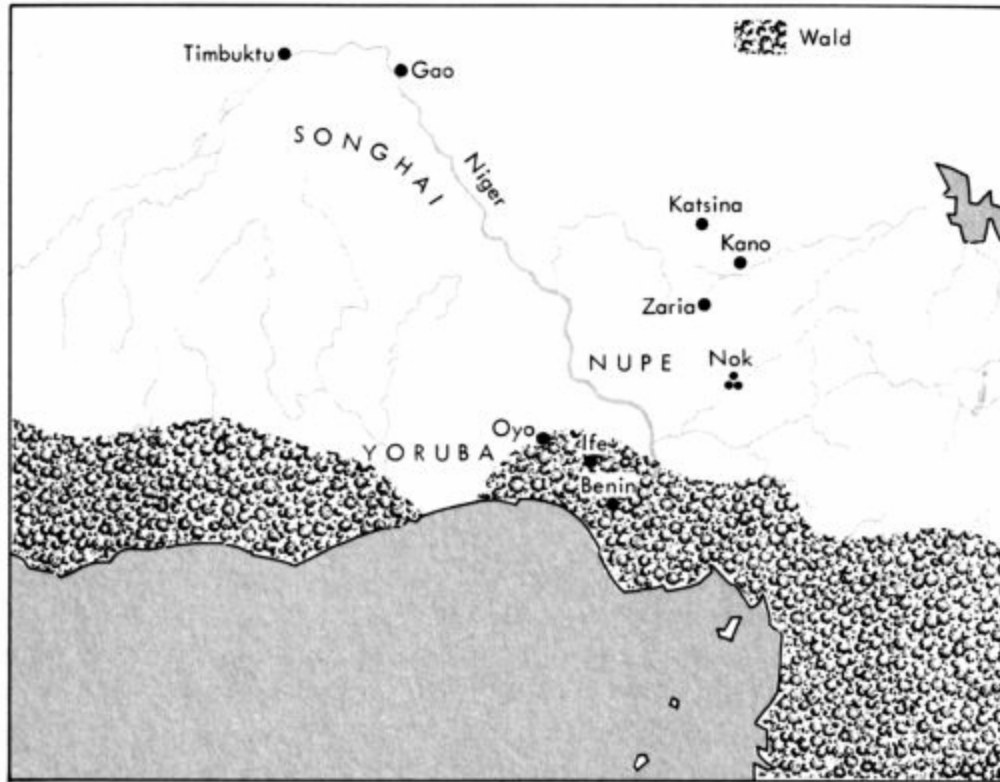 Wald
Timbuktu
Gao
SONGHAI
Niger
Katsina
Kano
Zaria
NUPE
Nok
Oyo
Ife
YORUBA
Benin